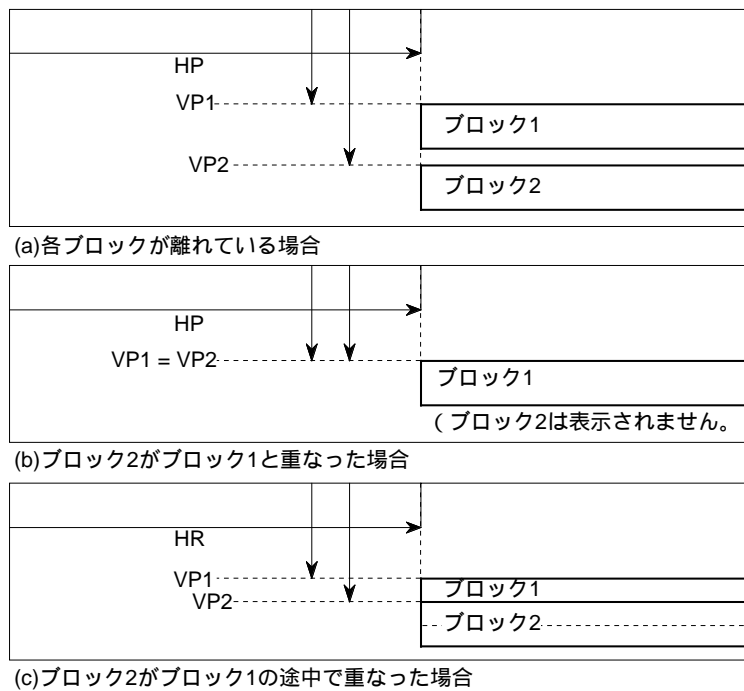 HP
VP1
ブロック1
VP2
ブロック2
(a)各ブロックが離れている場合
HP
VP1 = VP2
ブロック1
(ブロック2は表示されません。
(b)ブロック2がブロック1と重なった場合
HR
VP1
ブロック1
VP2
ブロック2
(c)ブロック2がブロック1の途中で重なった場合